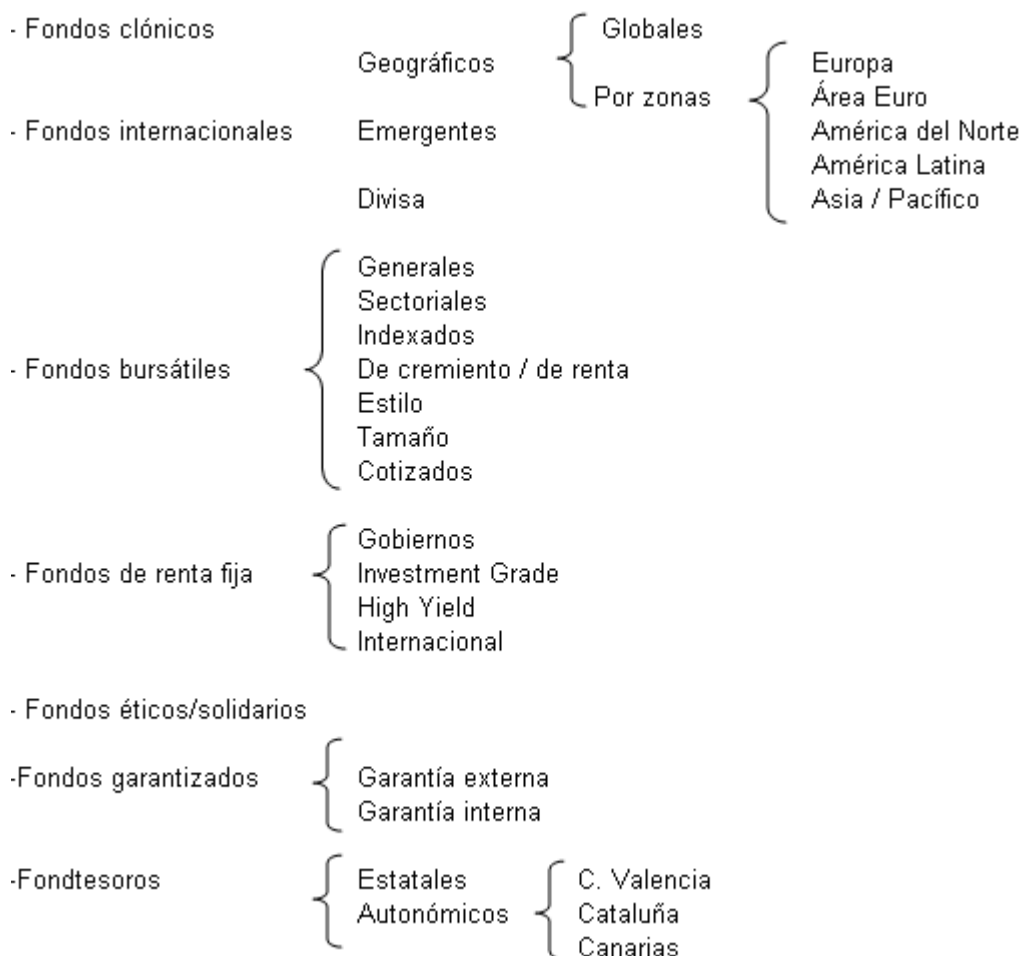 - Fondos clónicos
Globales
Geográficos
Europa
Por zonas
Área Euro
- Fondos internacionales
Emergentes
América del Norte
América Latina
Divisa
Asia / Pacífico
Generales
Sectoriales
Indexados
- Fondos bursátiles
De cremiento / de renta
Estilo
Tamaño
Cotizados
Gobiernos
- Fondos de renta fija
Investment Grade
High Yield
Internacional
- Fondos éticos/solidarios
-Fondos garantizados
Garantía externa
Garantía interna
-Fondtesoros
Estatales
C. Valencia
Autonómicos
Cataluña
Canarias